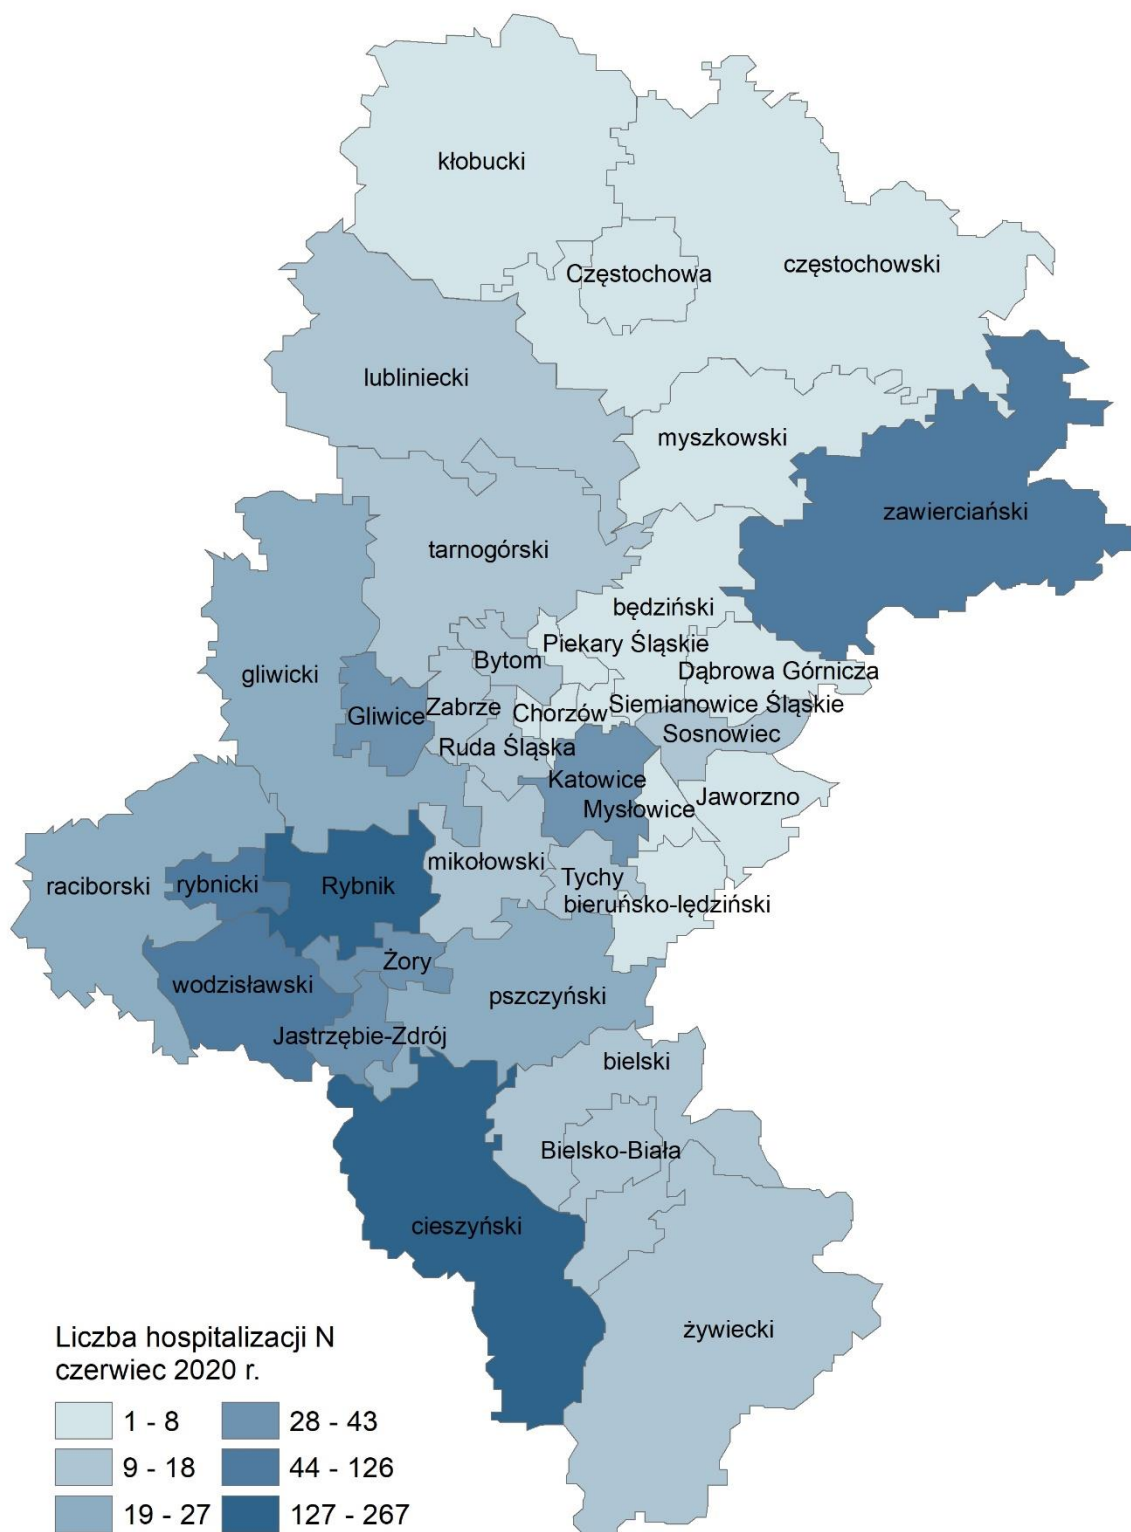 kłobucki
częstochowski
Częstochowa
lubliniecki
myszkowski
zawierciański
tarnogórski
będziński
Piekary Śląskie
Bytom
Dąbrowa Górnicza
gliwicki
Zabrze
Siemianowice Śląskie
Gliwice
Chorzów
Sosnowiec
Ruda Śląska
Katowice
Jaworzno
Mysłowice
mikołowski
raciborski
rybnicki
Rybnik
Tychy
bieruńsko-lędziński
Żory
wodzisławski
pszczyński
Jastrzębie-Zdrój
bielski
Bielsko-Biała
cieszyński
żywiecki
Liczba hospitalizacji N
czerwiec 2020 r.
1 - 8
28 - 43
9 - 18
44 - 126
19 - 27
127 - 267